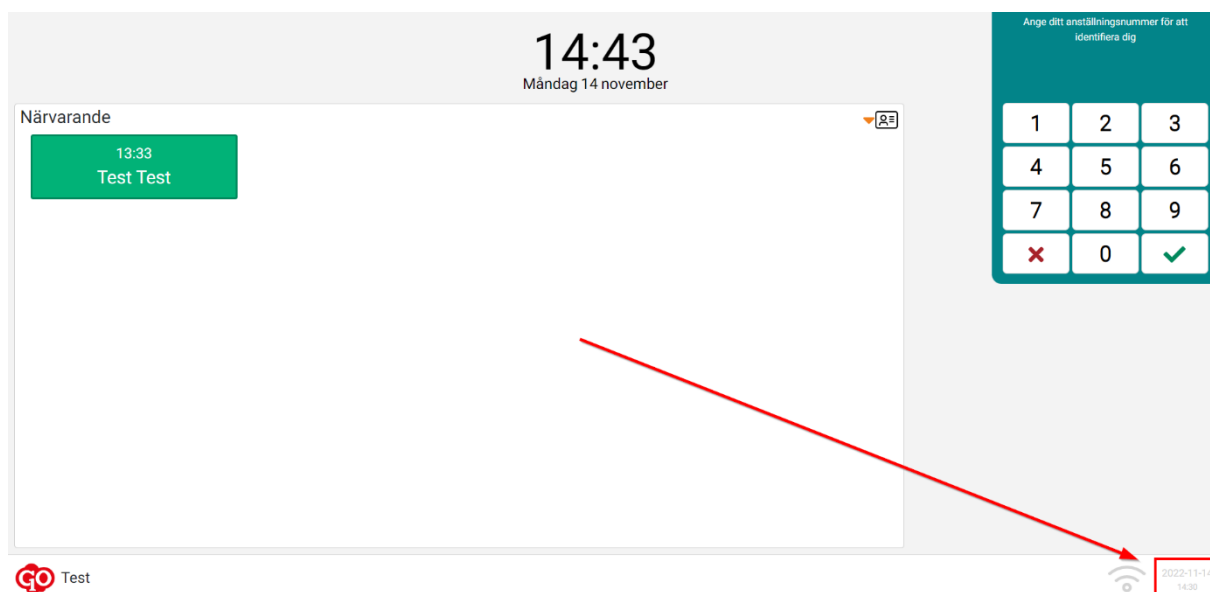 Ange ditt anställningsnummer för att
identifiera dig
14:43
Måndag 14 november
Närvarande
13:33
Test Test
1 2 3
4 5 6
7 8 9
0
GO Test
2022-11-14
14:30